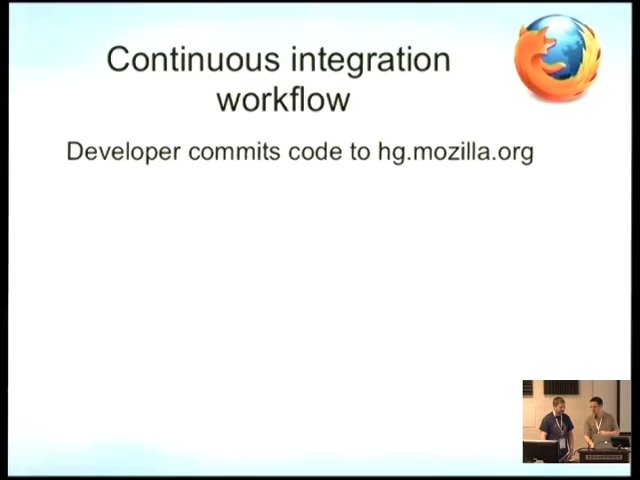 Continuous integration
workflow
Developer commits code to hg.mozilla.org